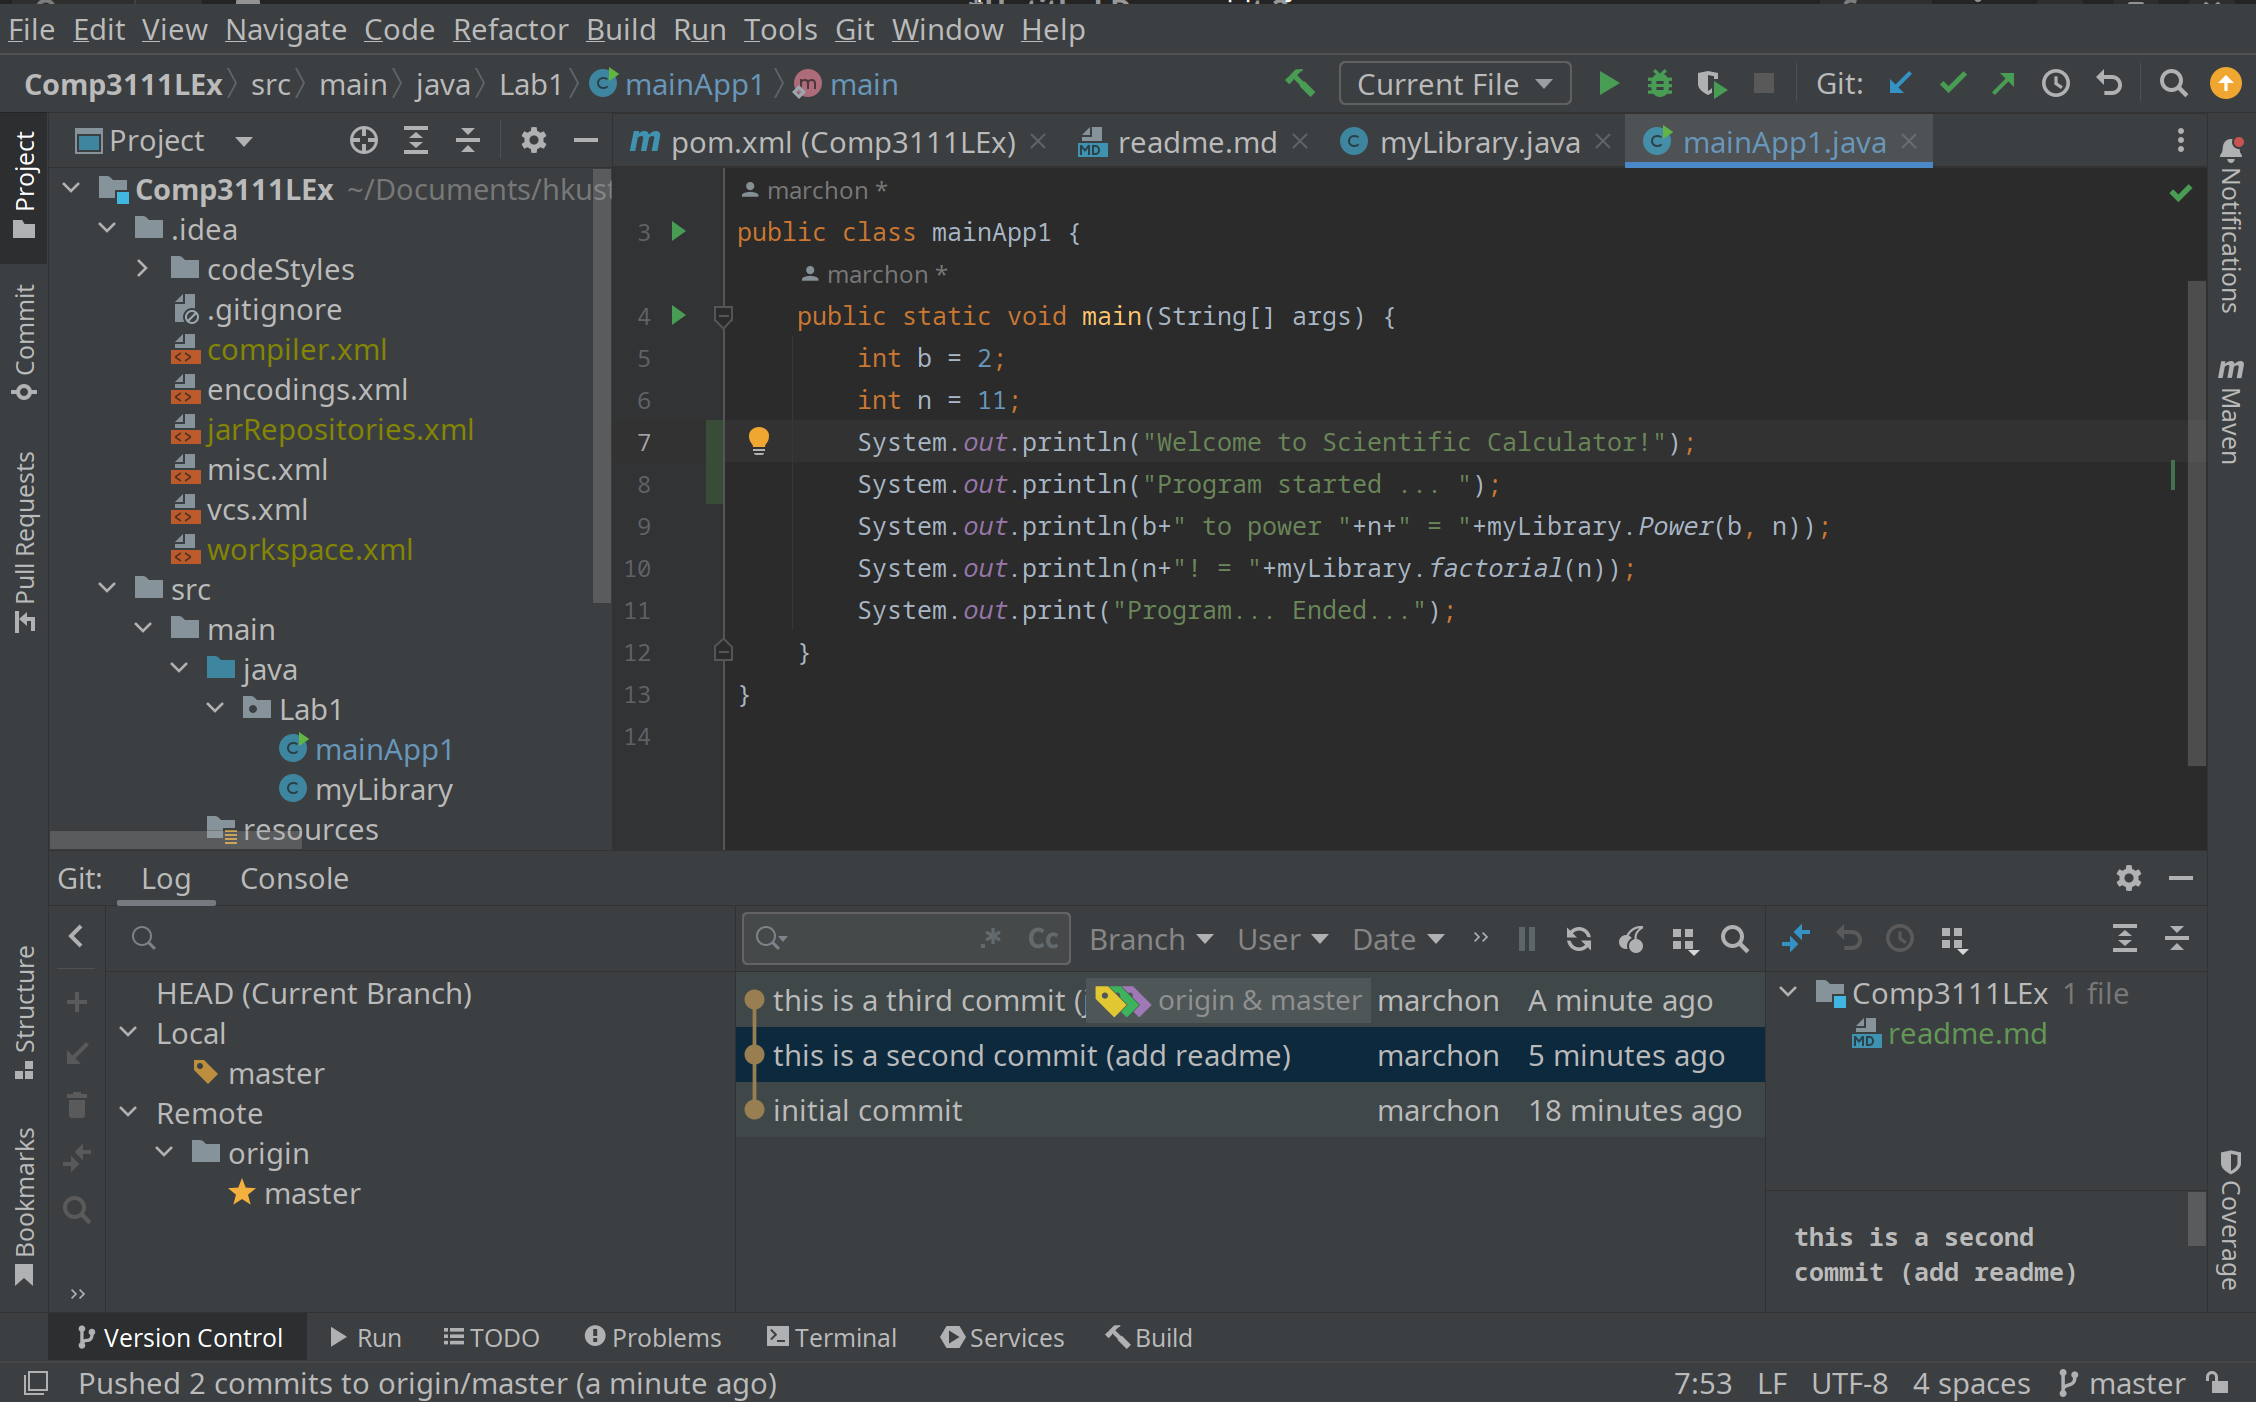 File Edit View Navigate Code Refactor Build Run Tools Git Window Help
Comp3111LEx src main java Lab1 mainApp1 main
Current File
Git:
Project
Commit
Pull Requests
Structure
Bookmarks
Project
Comp3111LEx ~/Documents/hkust
.idea
codeStyles
.gitignore
compiler.xml
encodings.xml
jarRepositories.xml
misc.xml
vcs.xml
workspace.xml
src
main
java
Lab1
mainApp1
myLibrary
resources
pom.xml (Comp3111LEx) readme.md myLibrary.java mainApp1.java
marchon *
3 public class mainApp1 {
marchon *
4 public static void main(String[] args) {
5 int b = 2;
6 int n = 11;
7 System.out.println("Welcome to Scientific Calculator!");
8 System.out.println("Program started ... ");
9 System.out.println(b+" to power "+n+" = "+myLibrary.Power(b, n));
10 System.out.println(n+"! = "+myLibrary.factorial(n));
11 System.out.print("Program... Ended...");
12 }
13 }
14
Notifications
Maven
Coverage
Git: Log Console
HEAD (Current Branch)
Local
master
Remote
origin
master
.* Cc Branch User Date
this is a third commit (j origin & master marchon A minute ago
this is a second commit (add readme) marchon 5 minutes ago
initial commit marchon 18 minutes ago
Comp3111LEx 1 file
readme.md
this is a second
commit (add readme)
Version Control Run TODO Problems Terminal Services Build
Pushed 2 commits to origin/master (a minute ago)
7:53 LF UTF-8 4 spaces master